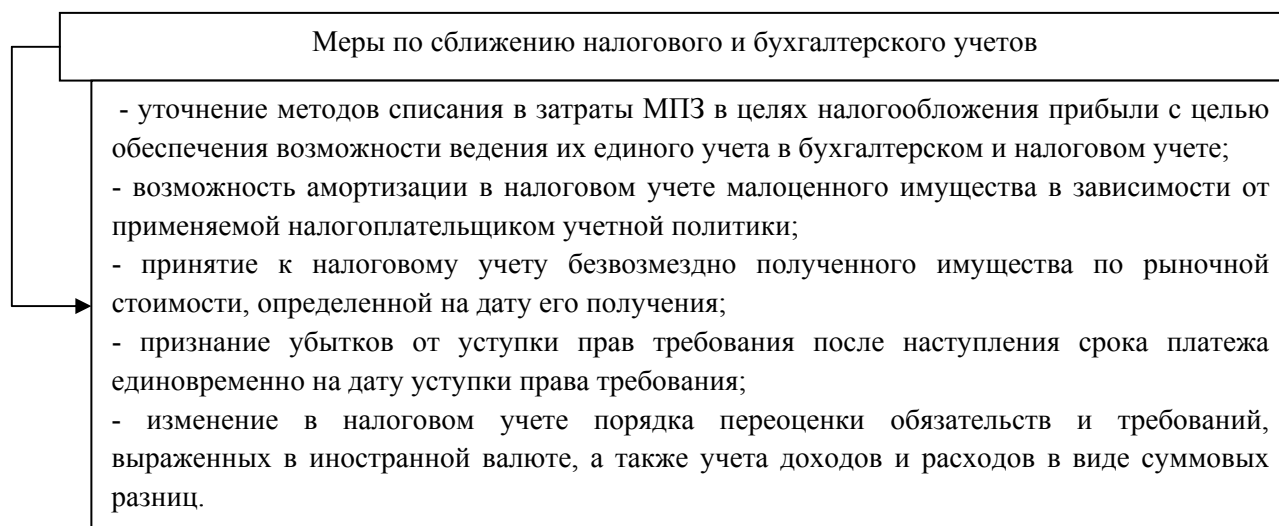 Меры по сближению налогового и бухгалтерского учетов
- уточнение методов списания в затраты МПЗ в целях налогообложения прибыли с целью
обеспечения возможности ведения их единого учета в бухгалтерском и налоговом учете;
- возможность амортизации в налоговом учете малоценного имущества в зависимости от
применяемой налогоплательщиком учетной политики;
- принятие к налоговому учету безвозмездно полученного имущества по рыночной
стоимости, определенной на дату его получения;
- признание убытков от уступки прав требования после наступления срока платежа
единовременно на дату уступки права требования;
- изменение в налоговом учете порядка переоценки обязательств и требований,
выраженных в иностранной валюте, а также учета доходов и расходов в виде суммовых
разниц.